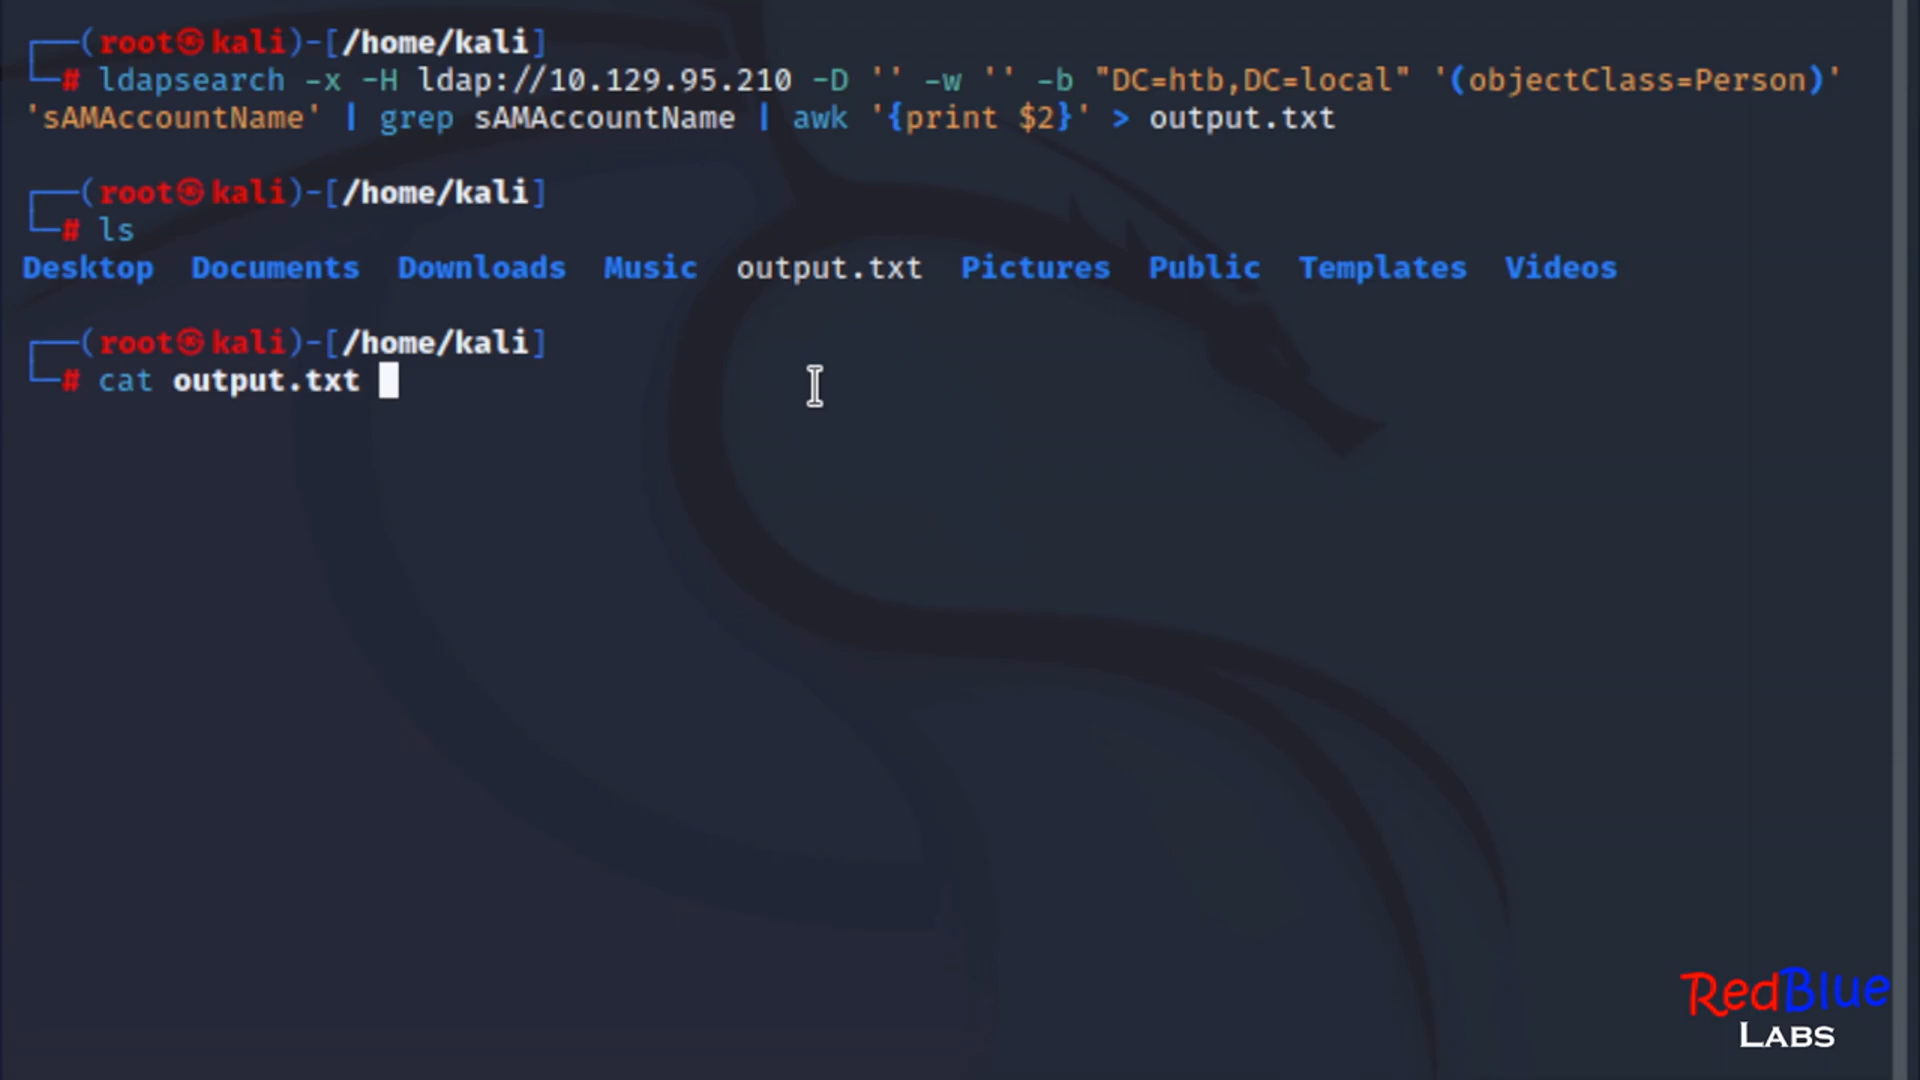 ┌──(root㉿kali)-[/home/kali]
└─# ldapsearch -x -H ldap://10.129.95.210 -D '' -w '' -b "DC=htb,DC=local" '(objectClass=Person)'
'sAMAccountName' | grep sAMAccountName | awk '{print $2}' > output.txt
┌──(root㉿kali)-[/home/kali]
└─# ls
Desktop Documents Downloads Music output.txt Pictures Public Templates Videos
┌──(root㉿kali)-[/home/kali]
└─# cat output.txt
RedBlue
LABS